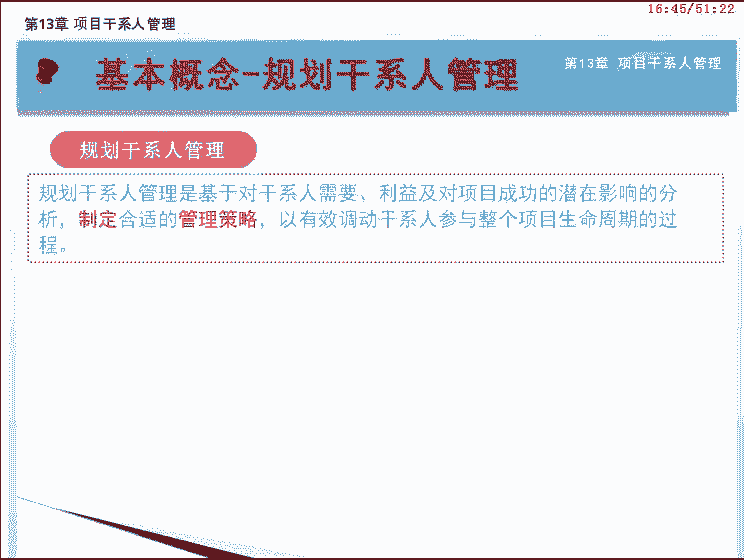 16:45/51:22
第13章 项目干系人管理
基本概念-规划干系人管理
第13章 项目干系人管理
规划干系人管理
规划干系人管理是基于对干系人需要、利益及对项目成功的潜在影响的分
析，制定合适的管理策略，以有效调动干系人参与整个项目生命周期的过
程。